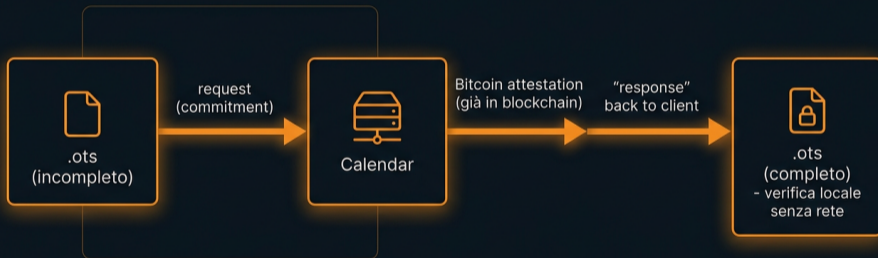 .ots
(incompleto)
request
(commitment)
Calendar
Bitcoin attestation
(già in blockchain)
“response”
back to client
.ots
(completo)
- verifica locale
senza rete